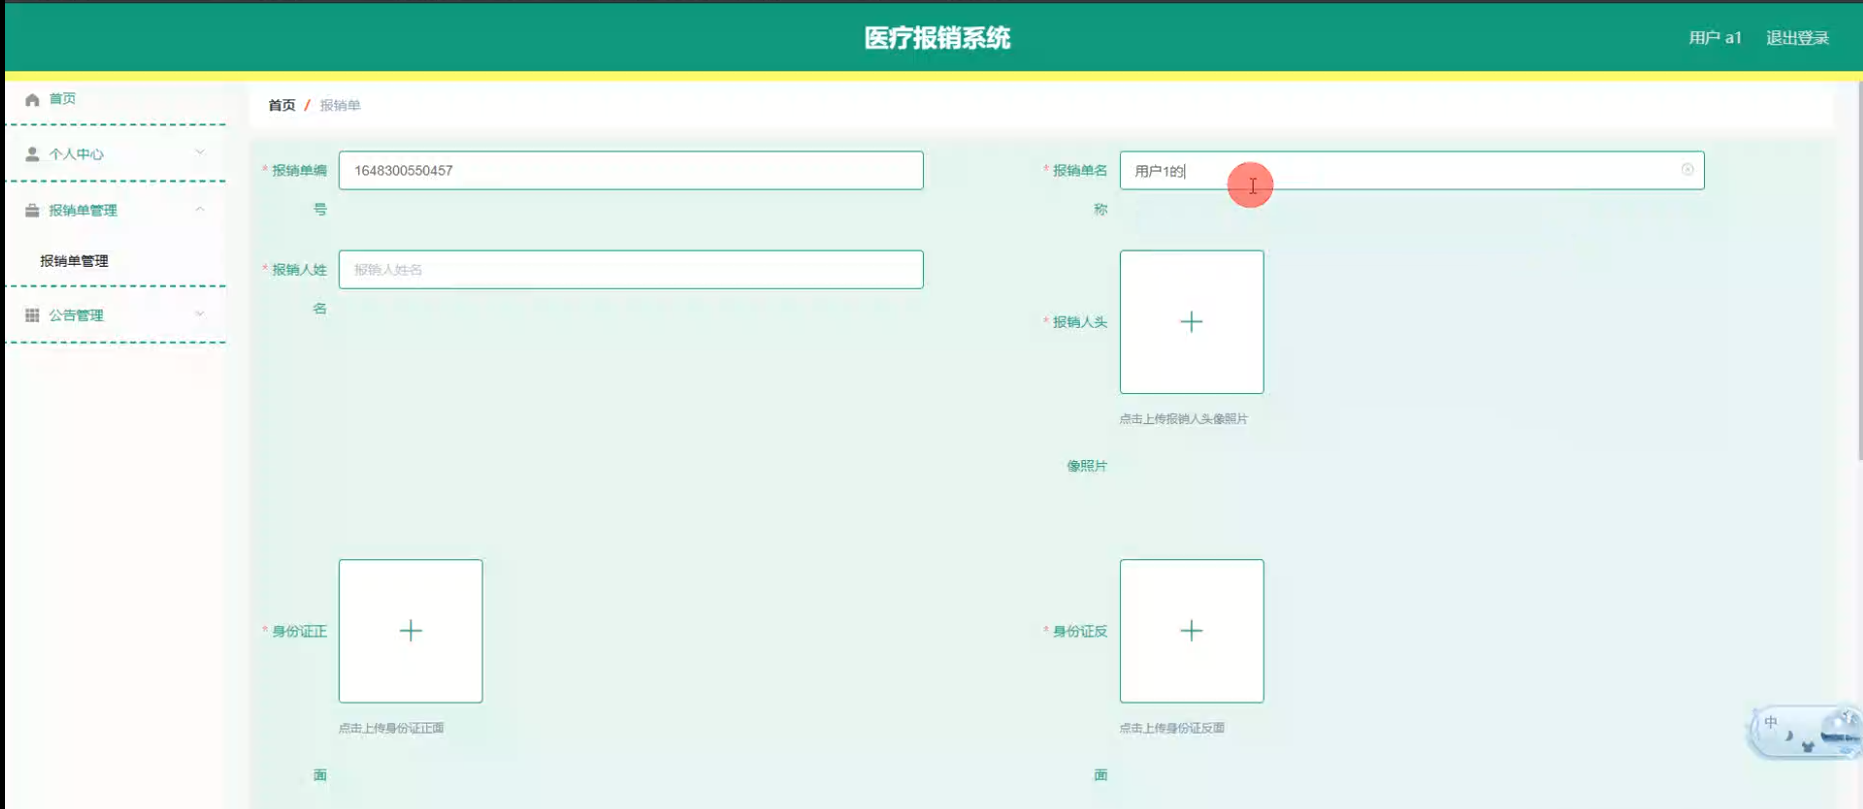 医疗报销系统
用户 a1
退出登录
首页
个人中心
报销单管理
报销单管理
公告管理
首页 / 报销单
* 报销单编号
1648300550457
* 报销单名称
用户1的
* 报销人姓名
报销人姓名
* 报销人头像照片
点击上传报销人头像照片
* 身份证正面
点击上传身份证正面
* 身份证反面
点击上传身份证反面
中